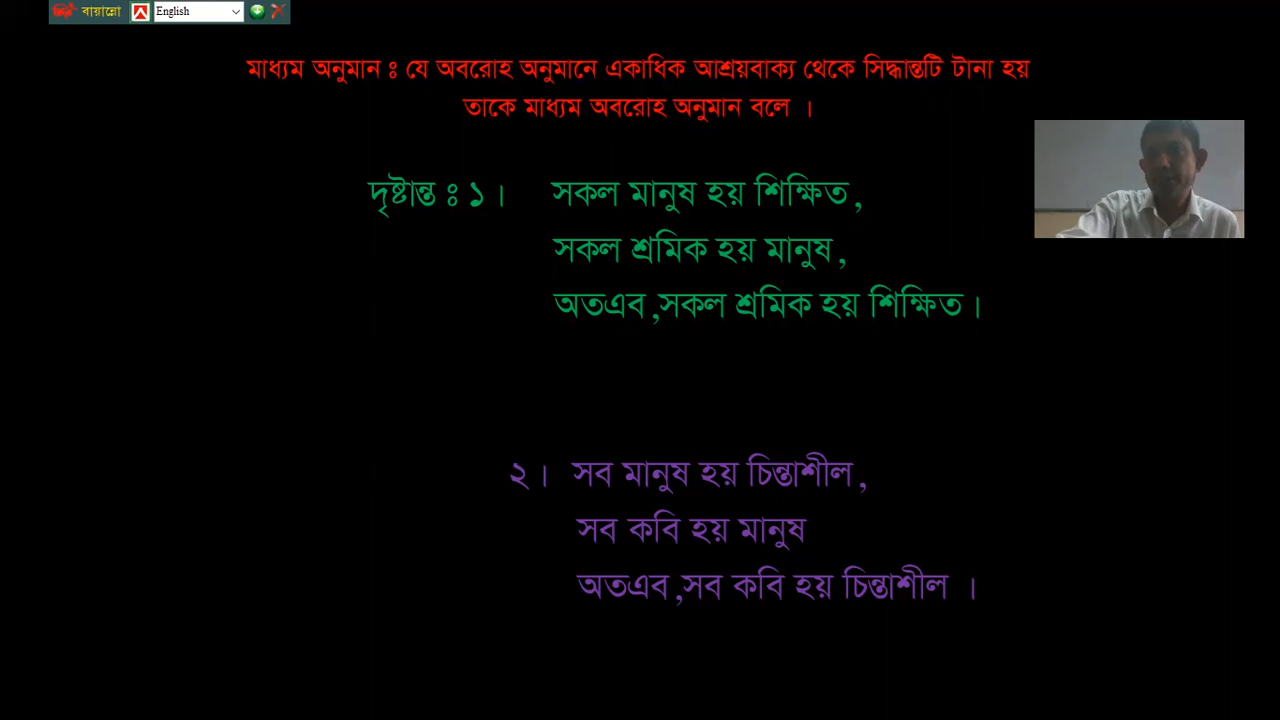 বায়ান্নো English
মাধ্যম অনুমান ঃ যে অবরোহ অনুমানে একাধিক আশ্রয়বাক্য থেকে সিদ্ধান্তটি টানা হয়
তাকে মাধ্যম অবরোহ অনুমান বলে ।
দৃষ্টান্ত ঃ ১। সকল মানুষ হয় শিক্ষিত,
সকল শ্রমিক হয় মানুষ,
অতএব,সকল শ্রমিক হয় শিক্ষিত।
২। সব মানুষ হয় চিন্তাশীল,
সব কবি হয় মানুষ
অতএব,সব কবি হয় চিন্তাশীল ।